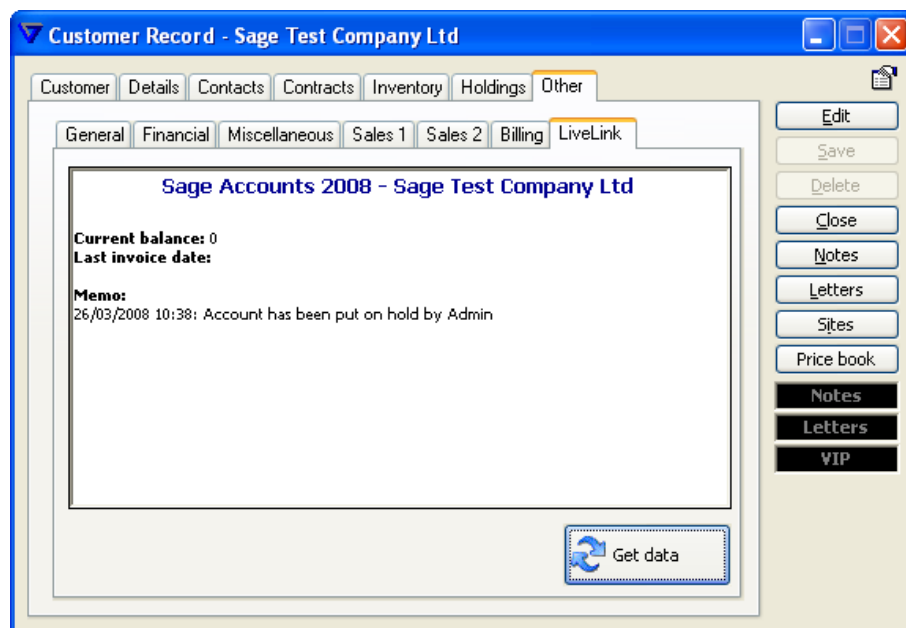 Customer Record - Sage Test Company Ltd
Customer Details Contacts Contracts Inventory Holdings Other
General Financial Miscellaneous Sales 1 Sales 2 Billing LiveLink
Sage Accounts 2008 - Sage Test Company Ltd
Current balance: 0
Last invoice date:
Memo:
26/03/2008 10:38: Account has been put on hold by Admin
Get data
Edit
Save
Delete
Close
Notes
Letters
Sites
Price book
Notes
Letters
VIP